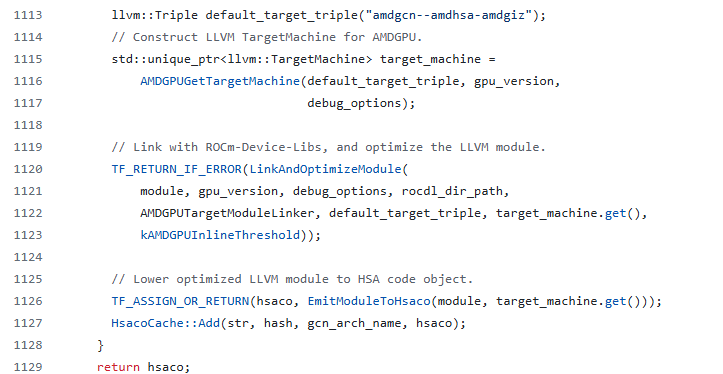 1113 llvm::Triple default_target_triple("amdgcn--amdhsa-amdgiz");
1114 // Construct LLVM TargetMachine for AMDGPU.
1115 std::unique_ptr<llvm::TargetMachine> target_machine =
1116 AMDGPUGetTargetMachine(default_target_triple, gpu_version,
1117 debug_options);
1118
1119 // Link with ROCm-Device-Libs, and optimize the LLVM module.
1120 TF_RETURN_IF_ERROR(LinkAndOptimizeModule(
1121 module, gpu_version, debug_options, rocdl_dir_path,
1122 AMDGPUTargetModuleLinker, default_target_triple, target_machine.get(),
1123 kAMDGPUInlineThreshold));
1124
1125 // Lower optimized LLVM module to HSA code object.
1126 TF_ASSIGN_OR_RETURN(hsaco, EmitModuleToHsaco(module, target_machine.get()));
1127 HsacoCache::Add(str, hash, gcn_arch_name, hsaco);
1128 }
1129 return hsaco;